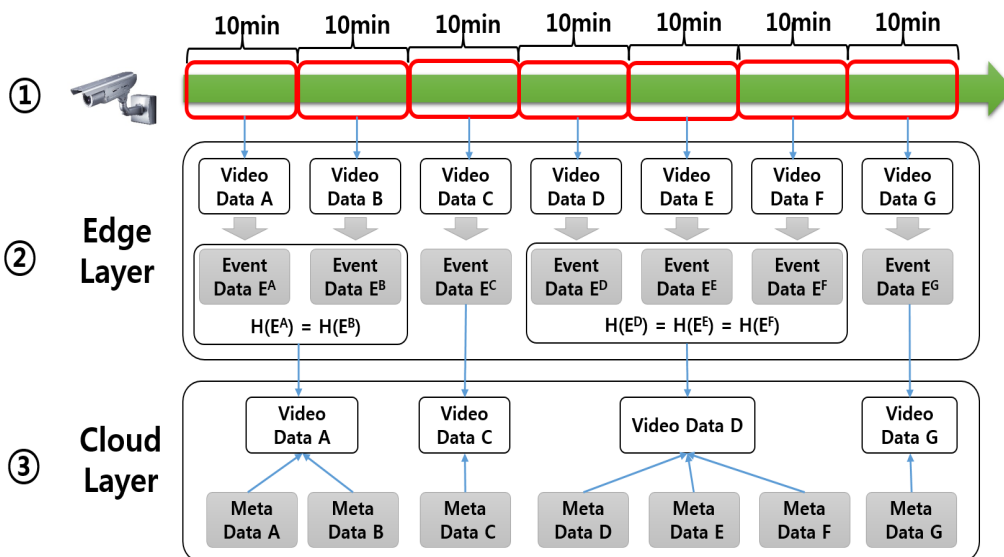 10min 10min 10min 10min 10min 10min 10min
①
Video Data A
Video Data B
Video Data C
Video Data D
Video Data E
Video Data F
Video Data G
②
Edge
Layer
Event Data E^A
Event Data E^B
Event Data E^C
Event Data E^D
Event Data E^E
Event Data E^F
Event Data E^G
H(E^A) = H(E^B)
H(E^D) = H(E^E) = H(E^F)
③
Cloud
Layer
Video Data A
Video Data C
Video Data D
Video Data G
Meta Data A
Meta Data B
Meta Data C
Meta Data D
Meta Data E
Meta Data F
Meta Data G